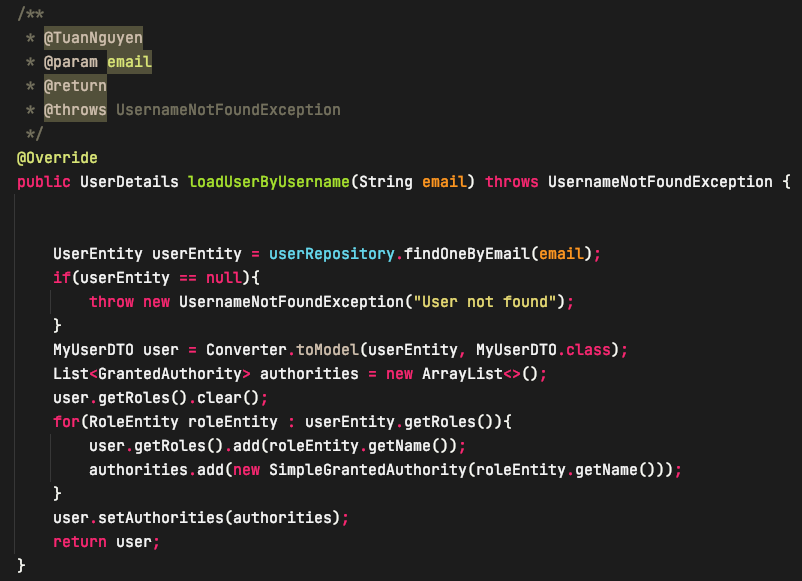 /**
 * @TuanNguyen
 * @param email
 * @return
 * @throws UsernameNotFoundException
 */
@Override
public UserDetails loadUserByUsername(String email) throws UsernameNotFoundException {
    UserEntity userEntity = userRepository.findOneByEmail(email);
    if(userEntity == null){
        throw new UsernameNotFoundException("User not found");
    }
    MyUserDTO user = Converter.toModel(userEntity, MyUserDTO.class);
    List<GrantedAuthority> authorities = new ArrayList<>();
    user.getRoles().clear();
    for(RoleEntity roleEntity : userEntity.getRoles()){
        user.getRoles().add(roleEntity.getName());
        authorities.add(new SimpleGrantedAuthority(roleEntity.getName()));
    }
    user.setAuthorities(authorities);
    return user;
}